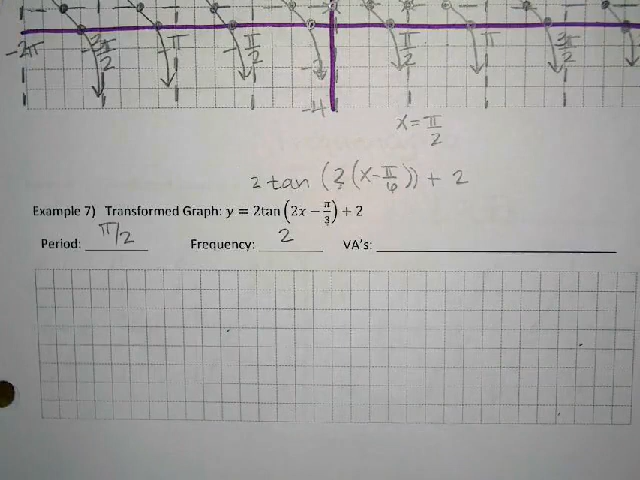 -2π -3π/2 -π -π/2 π/2 π 3π/2
-2
-4
x = π/2
2 tan (2(x-π/6)) + 2
Example 7) Transformed Graph: y = 2tan(2x − π/3) + 2
Period: π/2 Frequency: 2 VA's: